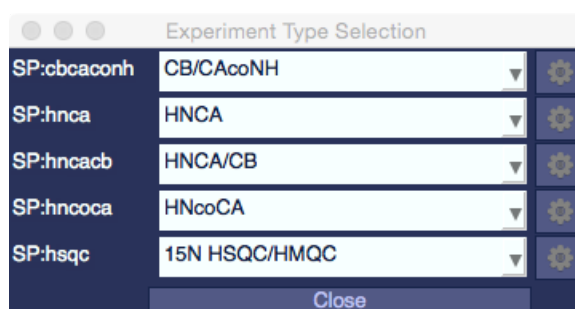 Experiment Type Selection
SP:cbcaconh CB/CAcoNH
SP:hnca HNCA
SP:hncacb HNCA/CB
SP:hncoca HNcoCA
SP:hsqc 15N HSQC/HMQC
Close